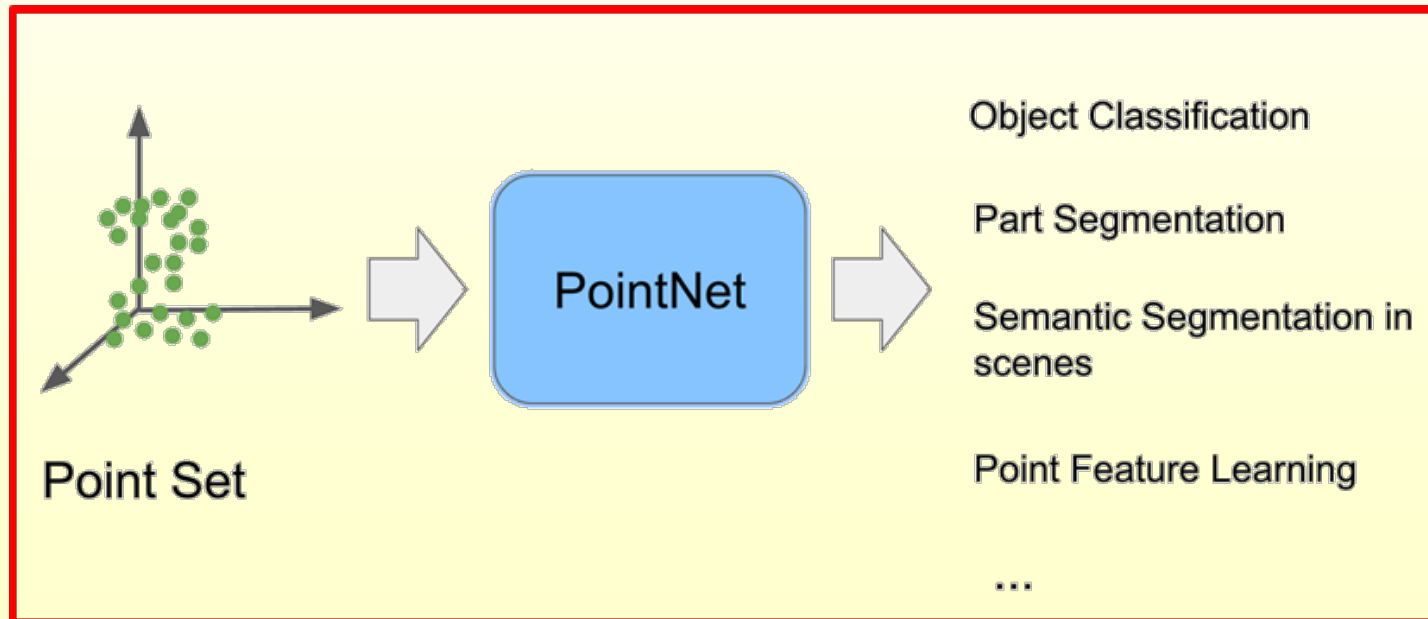 Point Set
PointNet
Object Classification
Part Segmentation
Semantic Segmentation in
scenes
Point Feature Learning
...